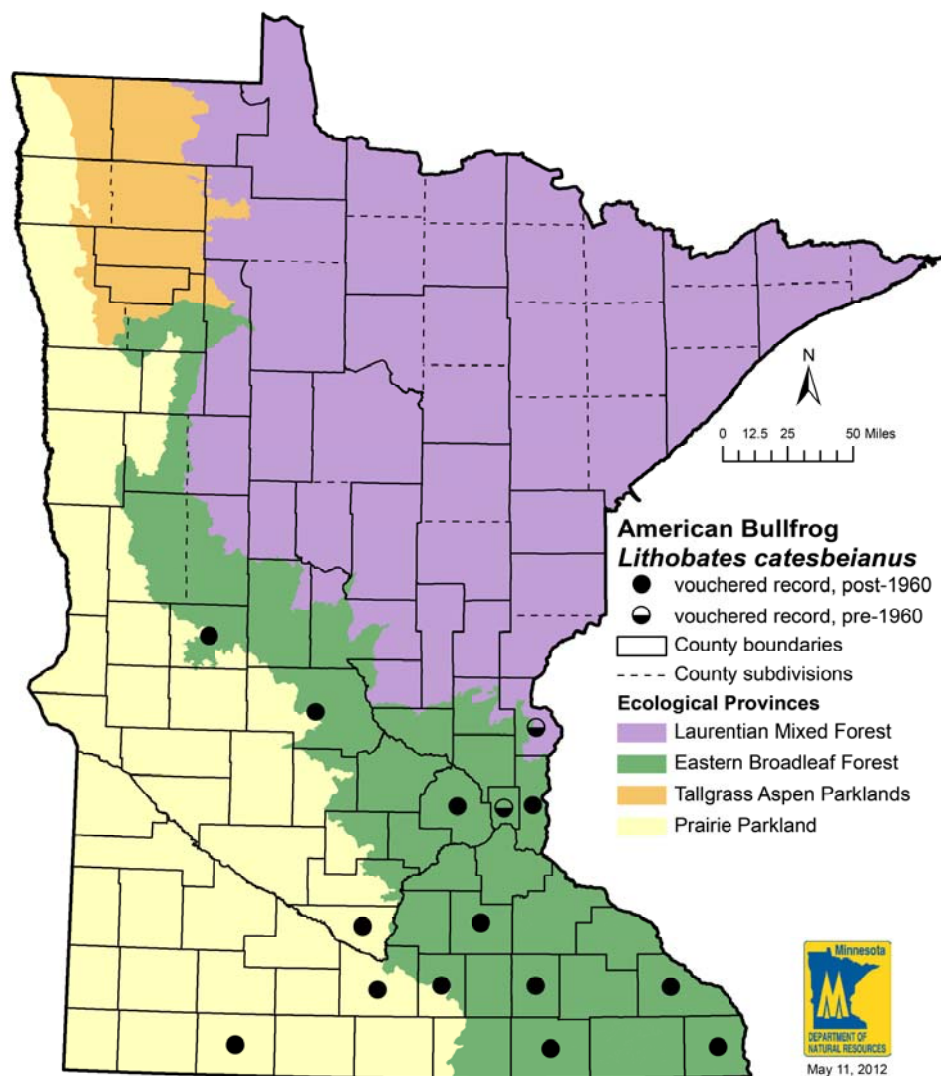 N
0 12.5 25 50 Miles
American Bullfrog
Lithobates catesbeianus
vouchered record, post-1960
vouchered record, pre-1960
County boundaries
County subdivisions
Ecological Provinces
Laurentian Mixed Forest
Eastern Broadleaf Forest
Tallgrass Aspen Parklands
Prairie Parkland
Minnesota
DEPARTMENT OF
NATURAL RESOURCES
May 11, 2012